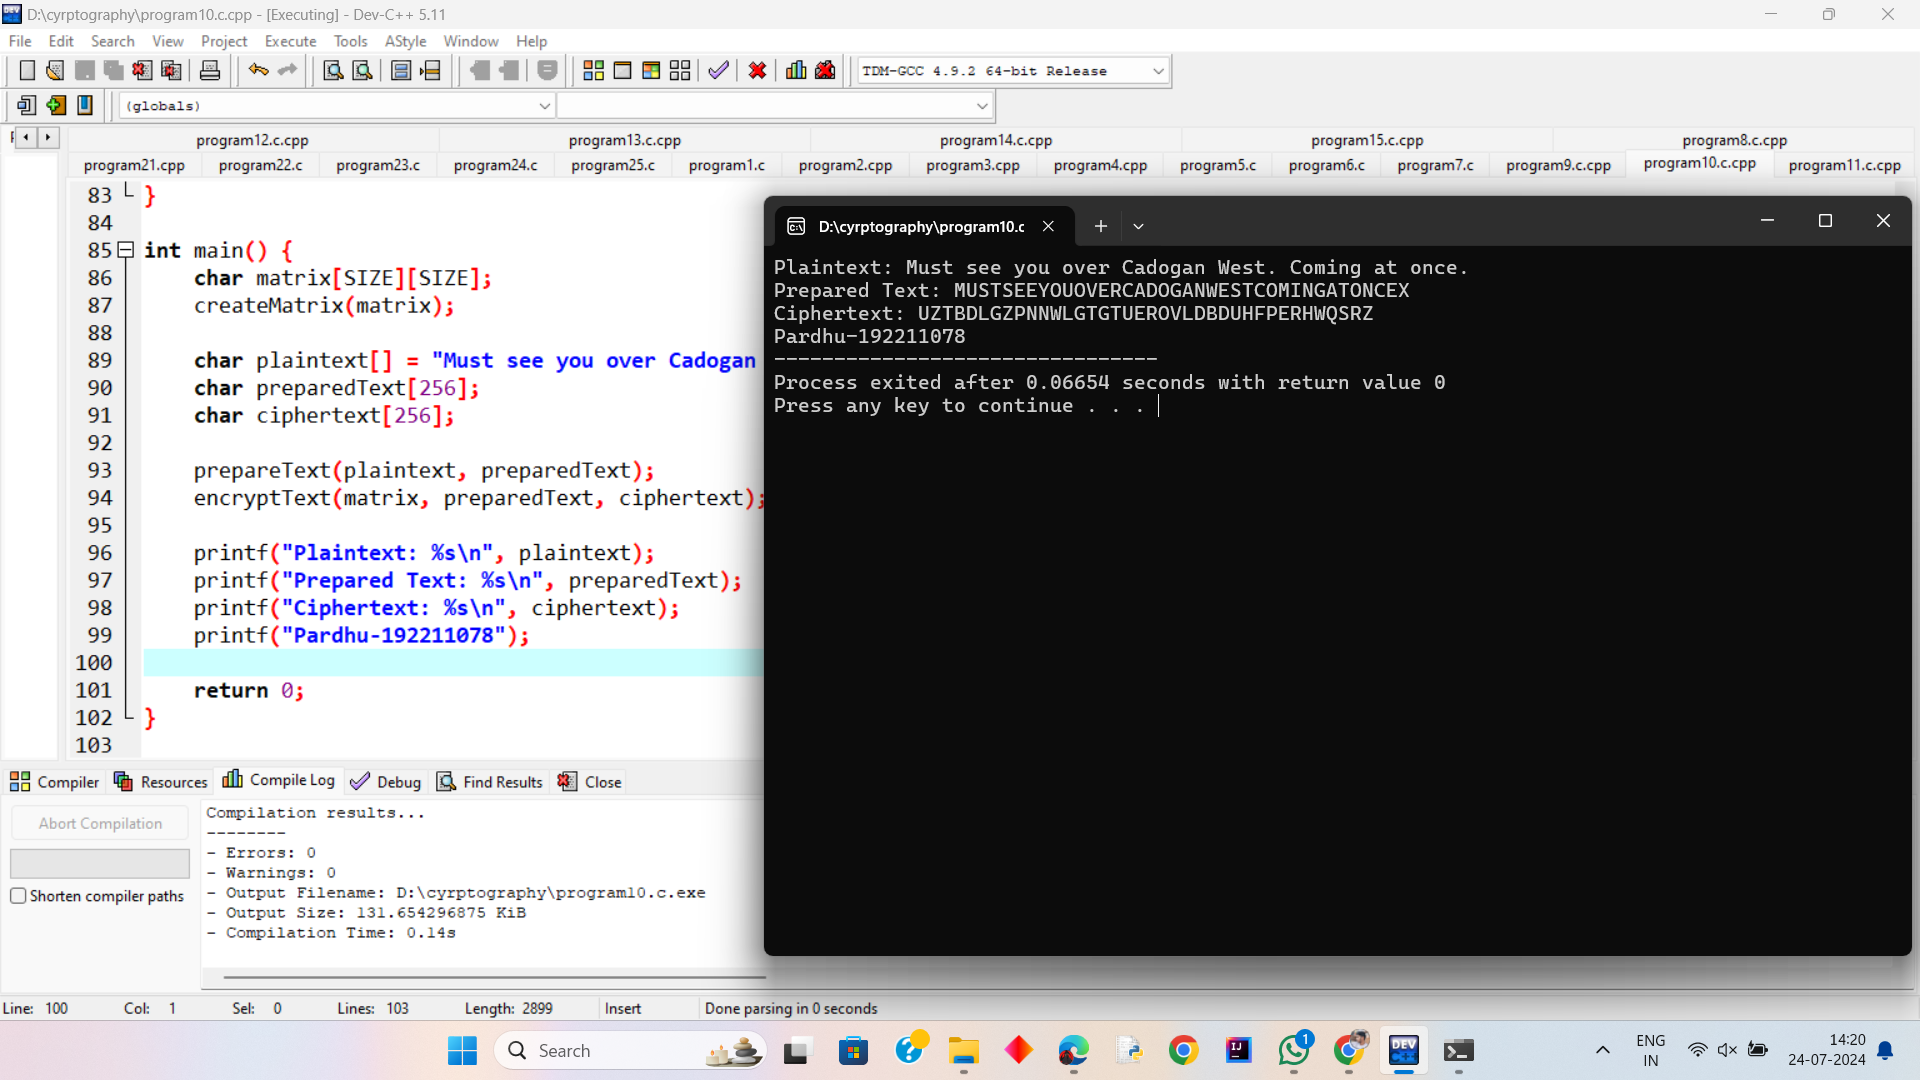 D:\cyrptography\program10.c.cpp - [Executing] - Dev-C++ 5.11
File Edit Search View Project Execute Tools AStyle Window Help
TDM-GCC 4.9.2 64-bit Release
(globals)
program12.c.cpp program13.c.cpp program14.c.cpp program15.c.cpp program8.c.cpp
program21.cpp program22.c program23.c program24.c program25.c program1.c program2.cpp program3.cpp program4.cpp program5.c program6.c program7.c program9.c.cpp program10.c.cpp program11.c.cpp
83 }
84
85 int main() {
86 char matrix[SIZE][SIZE];
87 createMatrix(matrix);
88
89 char plaintext[] = "Must see you over Cadogan
90 char preparedText[256];
91 char ciphertext[256];
92
93 prepareText(plaintext, preparedText);
94 encryptText(matrix, preparedText, ciphertext);
95
96 printf("Plaintext: %s\n", plaintext);
97 printf("Prepared Text: %s\n", preparedText);
98 printf("Ciphertext: %s\n", ciphertext);
99 printf("Pardhu-192211078");
100
101 return 0;
102 }
103
D:\cyrptography\program10.c
Plaintext: Must see you over Cadogan West. Coming at once.
Prepared Text: MUSTSEEYOUOVERCADOGANWESTCOMINGATONCEX
Ciphertext: UZTBDLGZPNNWLGTGTUEROVLDBDUHFPERHWQSRZ
Pardhu-192211078
--------------------------------
Process exited after 0.06654 seconds with return value 0
Press any key to continue . . .
Compiler Resources Compile Log Debug Find Results Close
Abort Compilation
Shorten compiler paths
Compilation results...
--------
- Errors: 0
- Warnings: 0
- Output Filename: D:\cyrptography\program10.c.exe
- Output Size: 131.654296875 KiB
- Compilation Time: 0.14s
Line: 100 Col: 1 Sel: 0 Lines: 103 Length: 2899 Insert Done parsing in 0 seconds
Search
IJ
1
DEV
C++
ENG
IN
14:20
24-07-2024